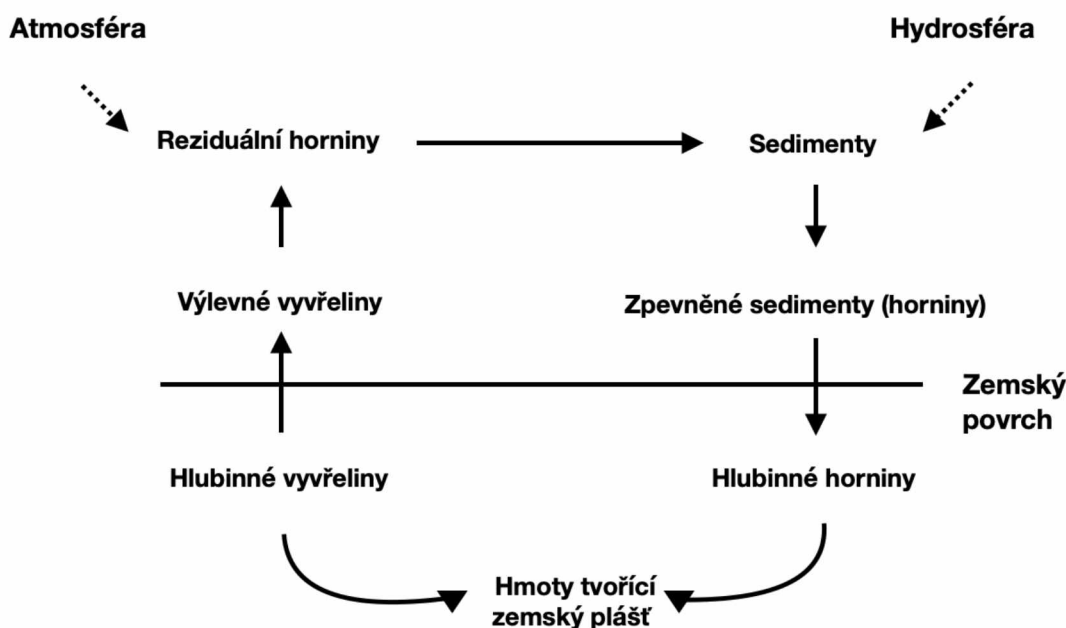 Atmosféra
Hydrosféra
Reziduální horniny
Sedimenty
Výlevné vyvřeliny
Zpevněné sedimenty (horniny)
Zemský
povrch
Hlubinné vyvřeliny
Hlubinné horniny
Hmoty tvořící
zemský plášť